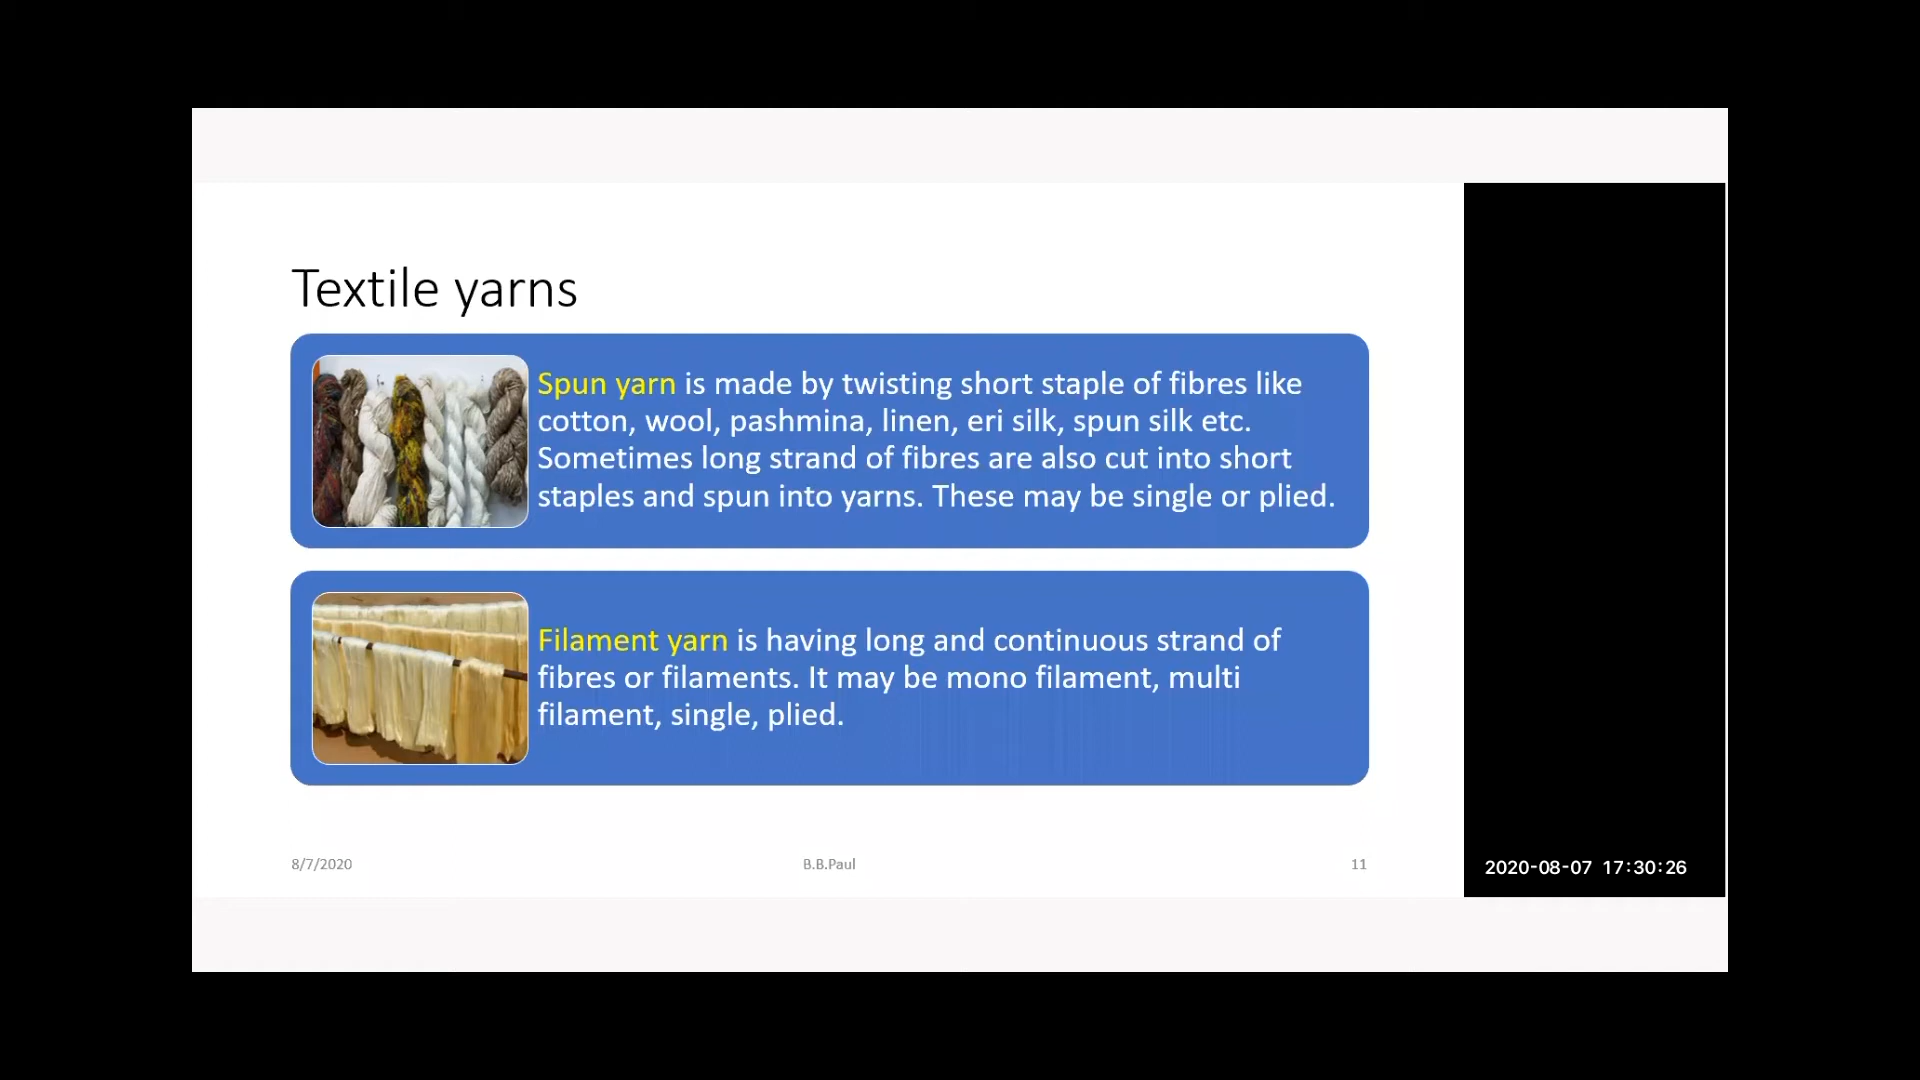 Textile yarns
Spun yarn is made by twisting short staple of fibres like
cotton, wool, pashmina, linen, eri silk, spun silk etc.
Sometimes long strand of fibres are also cut into short
staples and spun into yarns. These may be single or plied.
Filament yarn is having long and continuous strand of
fibres or filaments. It may be mono filament, multi
filament, single, plied.
8/7/2020
B.B.Paul
11
2020-08-07 17:30:26